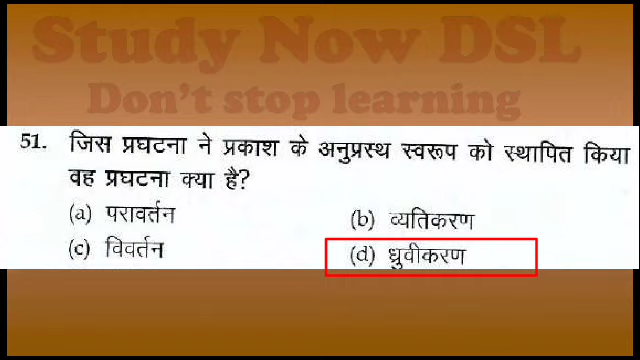 Study Now DSL
Don't stop learning
51. जिस प्रघटना ने प्रकाश के अनुप्रस्थ स्वरूप को स्थापित किया
वह प्रघटना क्या है?
(a) परावर्तन (b) व्यतिकरण
(c) विवर्तन (d) ध्रुवीकरण